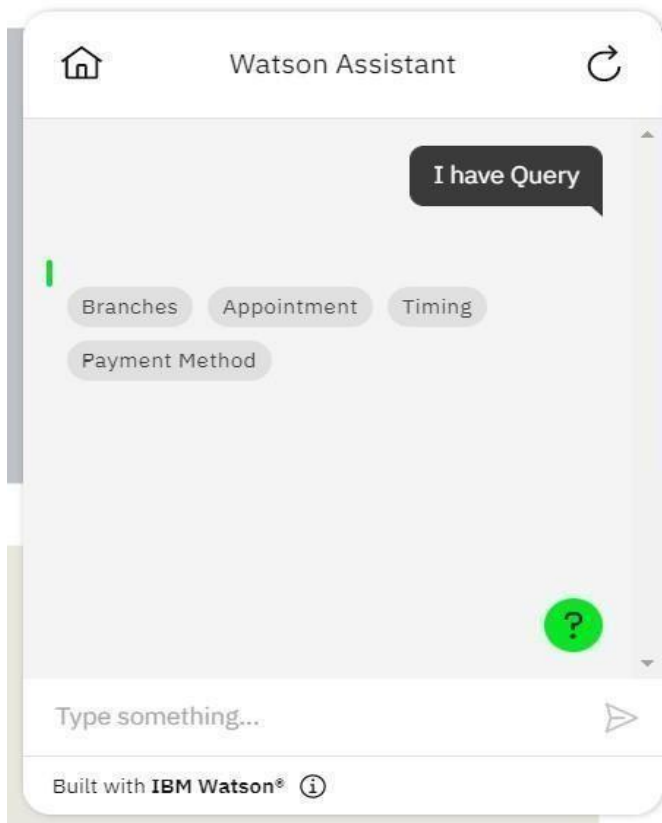 Watson Assistant
I have Query
Branches Appointment Timing
Payment Method
?
Type something...
Built with IBM Watson®